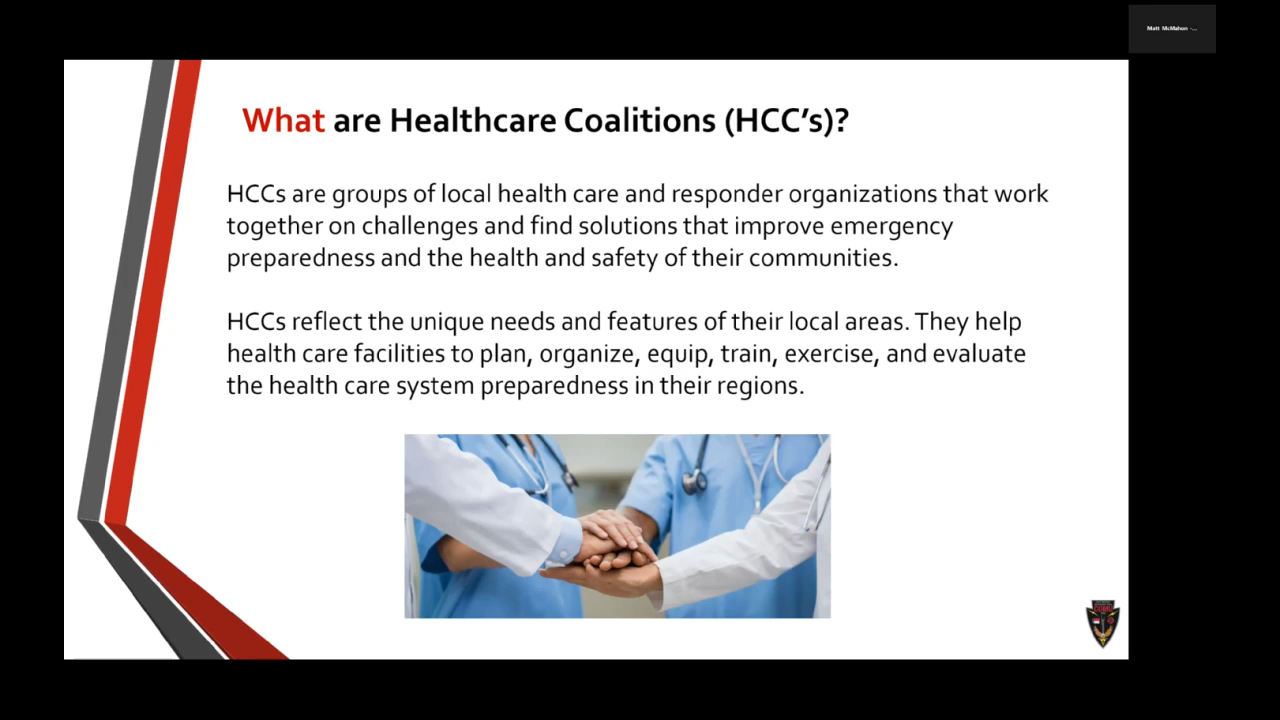 Matt McMahon -...
What are Healthcare Coalitions (HCC’s)?
HCCs are groups of local health care and responder organizations that work
together on challenges and find solutions that improve emergency
preparedness and the health and safety of their communities.
HCCs reflect the unique needs and features of their local areas. They help
health care facilities to plan, organize, equip, train, exercise, and evaluate
the health care system preparedness in their regions.